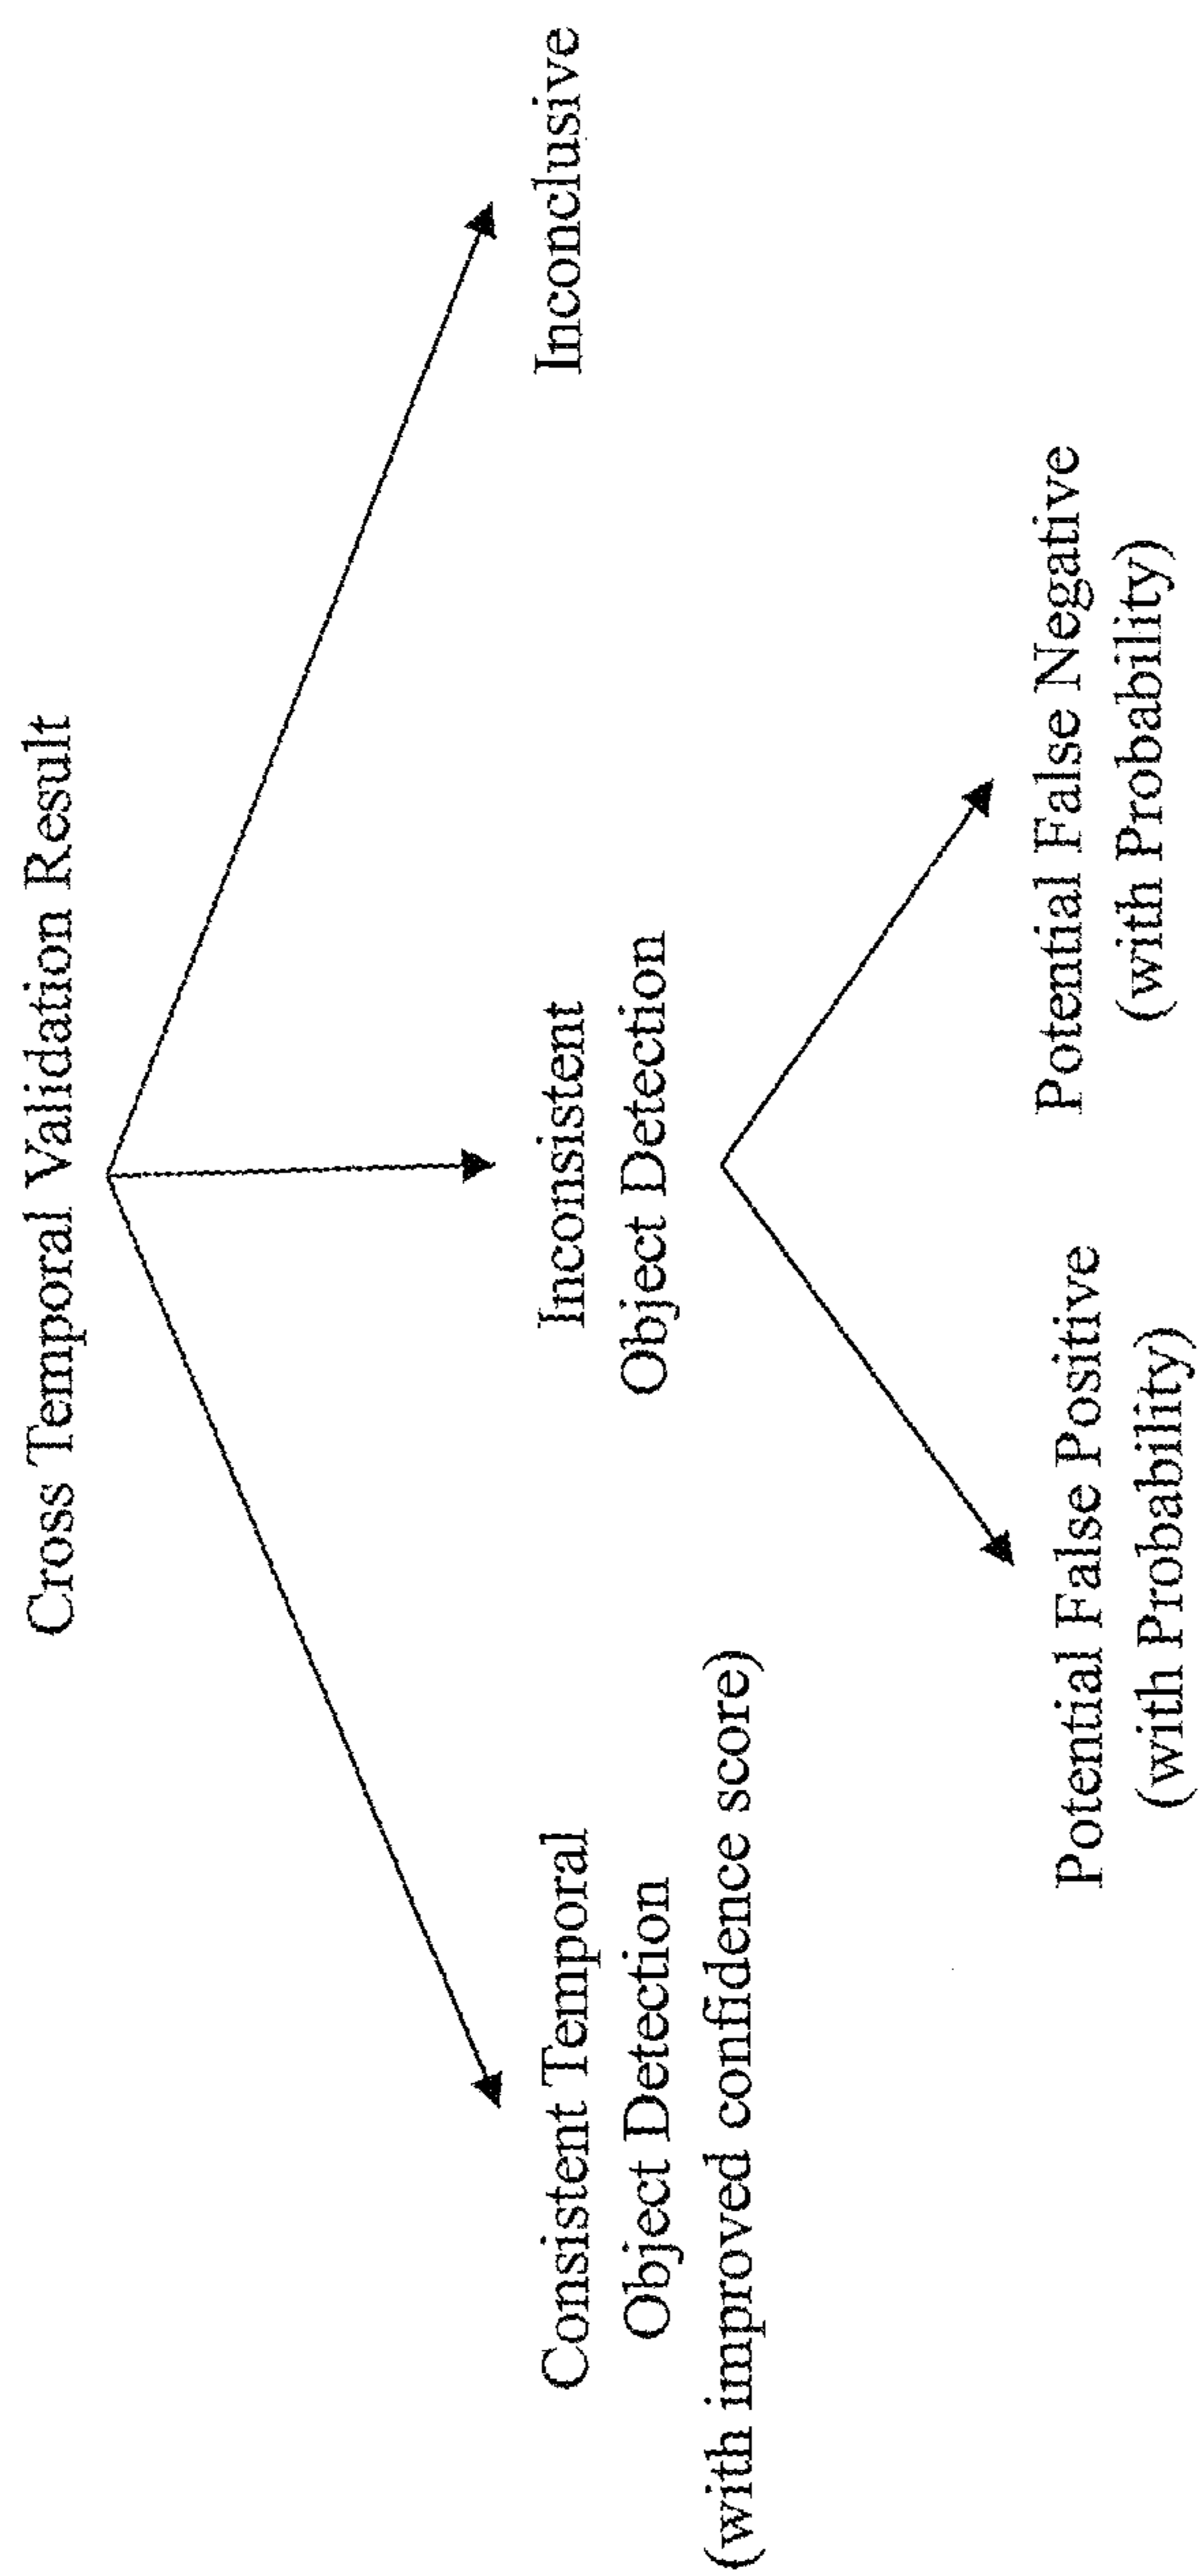 Cross Temporal Validation Result
Consistent Temporal
Object Detection
(with improved confidence score)
Inconsistent
Object Detection
Inconclusive
Potential False Positive
(with Probability)
Potential False Negative
(with Probability)